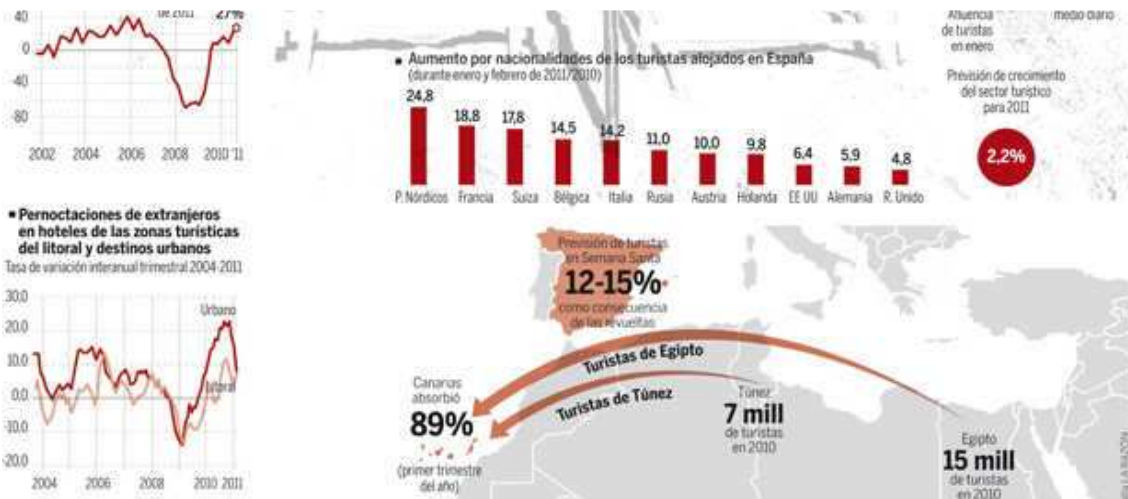 de 2011
27%
40
0
40
80
2002 2004 2006 2008 2010 '11
Afluencia
de turistas
en enero
medio diario
▪ Aumento por nacionalidades de los turistas alojados en España
(durante enero y febrero de 2011/2010)
24,8 18,8 17,8 14,5 14,2 11,0 10,0 9,8 6,4 5,9 4,8
P. Nórdicos Francia Suiza Bélgica Italia Rusia Austria Holanda EE UU Alemania R. Unido
Previsión de crecimiento
del sector turístico
para 2011
2,2%
▪ Pernoctaciones de extranjeros
en hoteles de las zonas turísticas
del litoral y destinos urbanos
Tasa de variación interanual trimestral 2004-2011
30.0
20.0
10.0
0.0
-10.0
-20.0
Urbano
litoral
2004 2006 2008 2010 2011
Previsión de turistas
en Semana Santa
12-15%
como consecuencia
de las revueltas
Turistas de Egipto
Turistas de Túnez
Canarias
absorbió
89%
(primer trimestre
del año)
Túnez
7 mill
de turistas
en 2010
Egipto
15 mill
de turistas
en 2010
LA RAZÓN